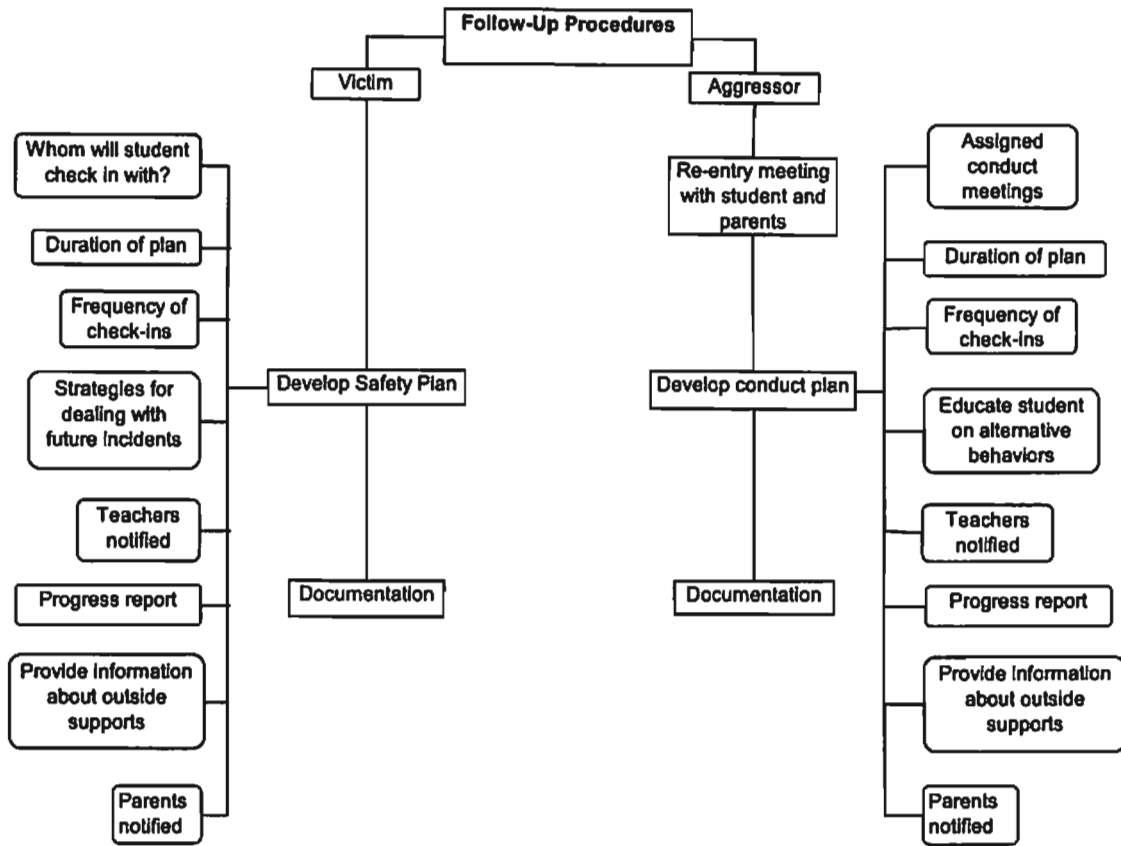 Follow-Up Procedures
Victim
Aggressor
Whom will student
check in with?
Duration of plan
Frequency of
check-ins
Strategies for
dealing with
future incidents
Teachers
notified
Progress report
Provide information
about outside
supports
Parents
notified
Develop Safety Plan
Documentation
Re-entry meeting
with student and
parents
Develop conduct plan
Documentation
Assigned
conduct
meetings
Duration of plan
Frequency of
check-ins
Educate student
on alternative
behaviors
Teachers
notified
Progress report
Provide information
about outside
supports
Parents
notified